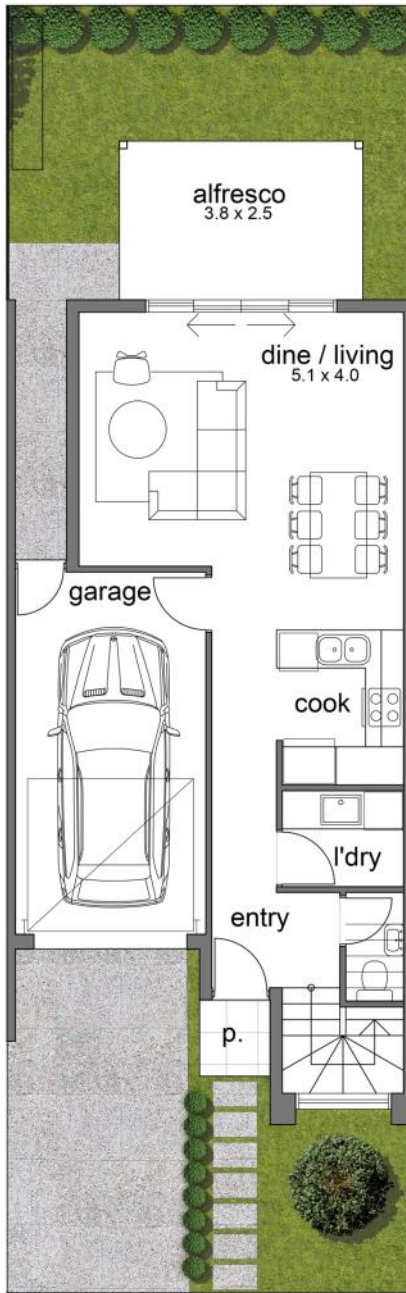 alfresco
3.8 x 2.5
dine / living
5.1 x 4.0
garage
cook
l'dry
entry
p.